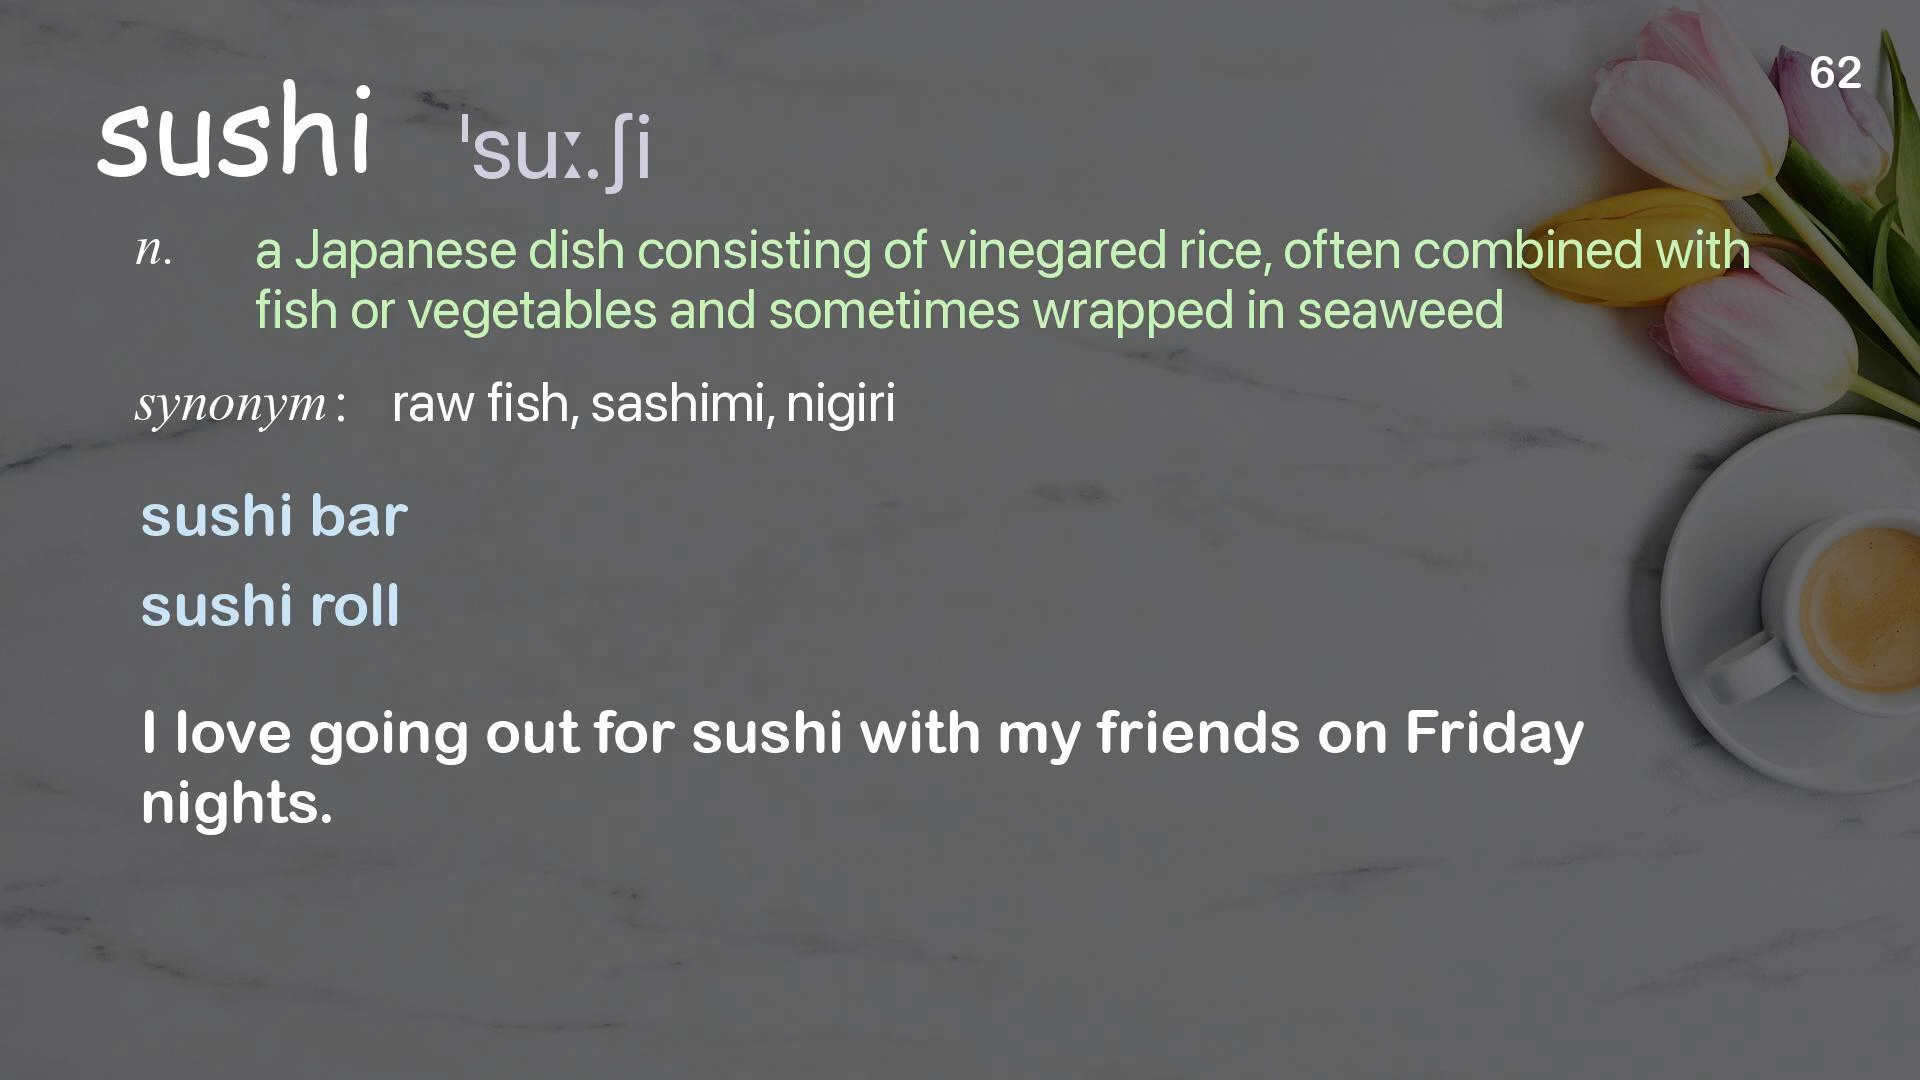 62
sushi ˈsuː.ʃi
n. a Japanese dish consisting of vinegared rice, often combined with
fish or vegetables and sometimes wrapped in seaweed
synonym: raw fish, sashimi, nigiri
sushi bar
sushi roll
I love going out for sushi with my friends on Friday
nights.